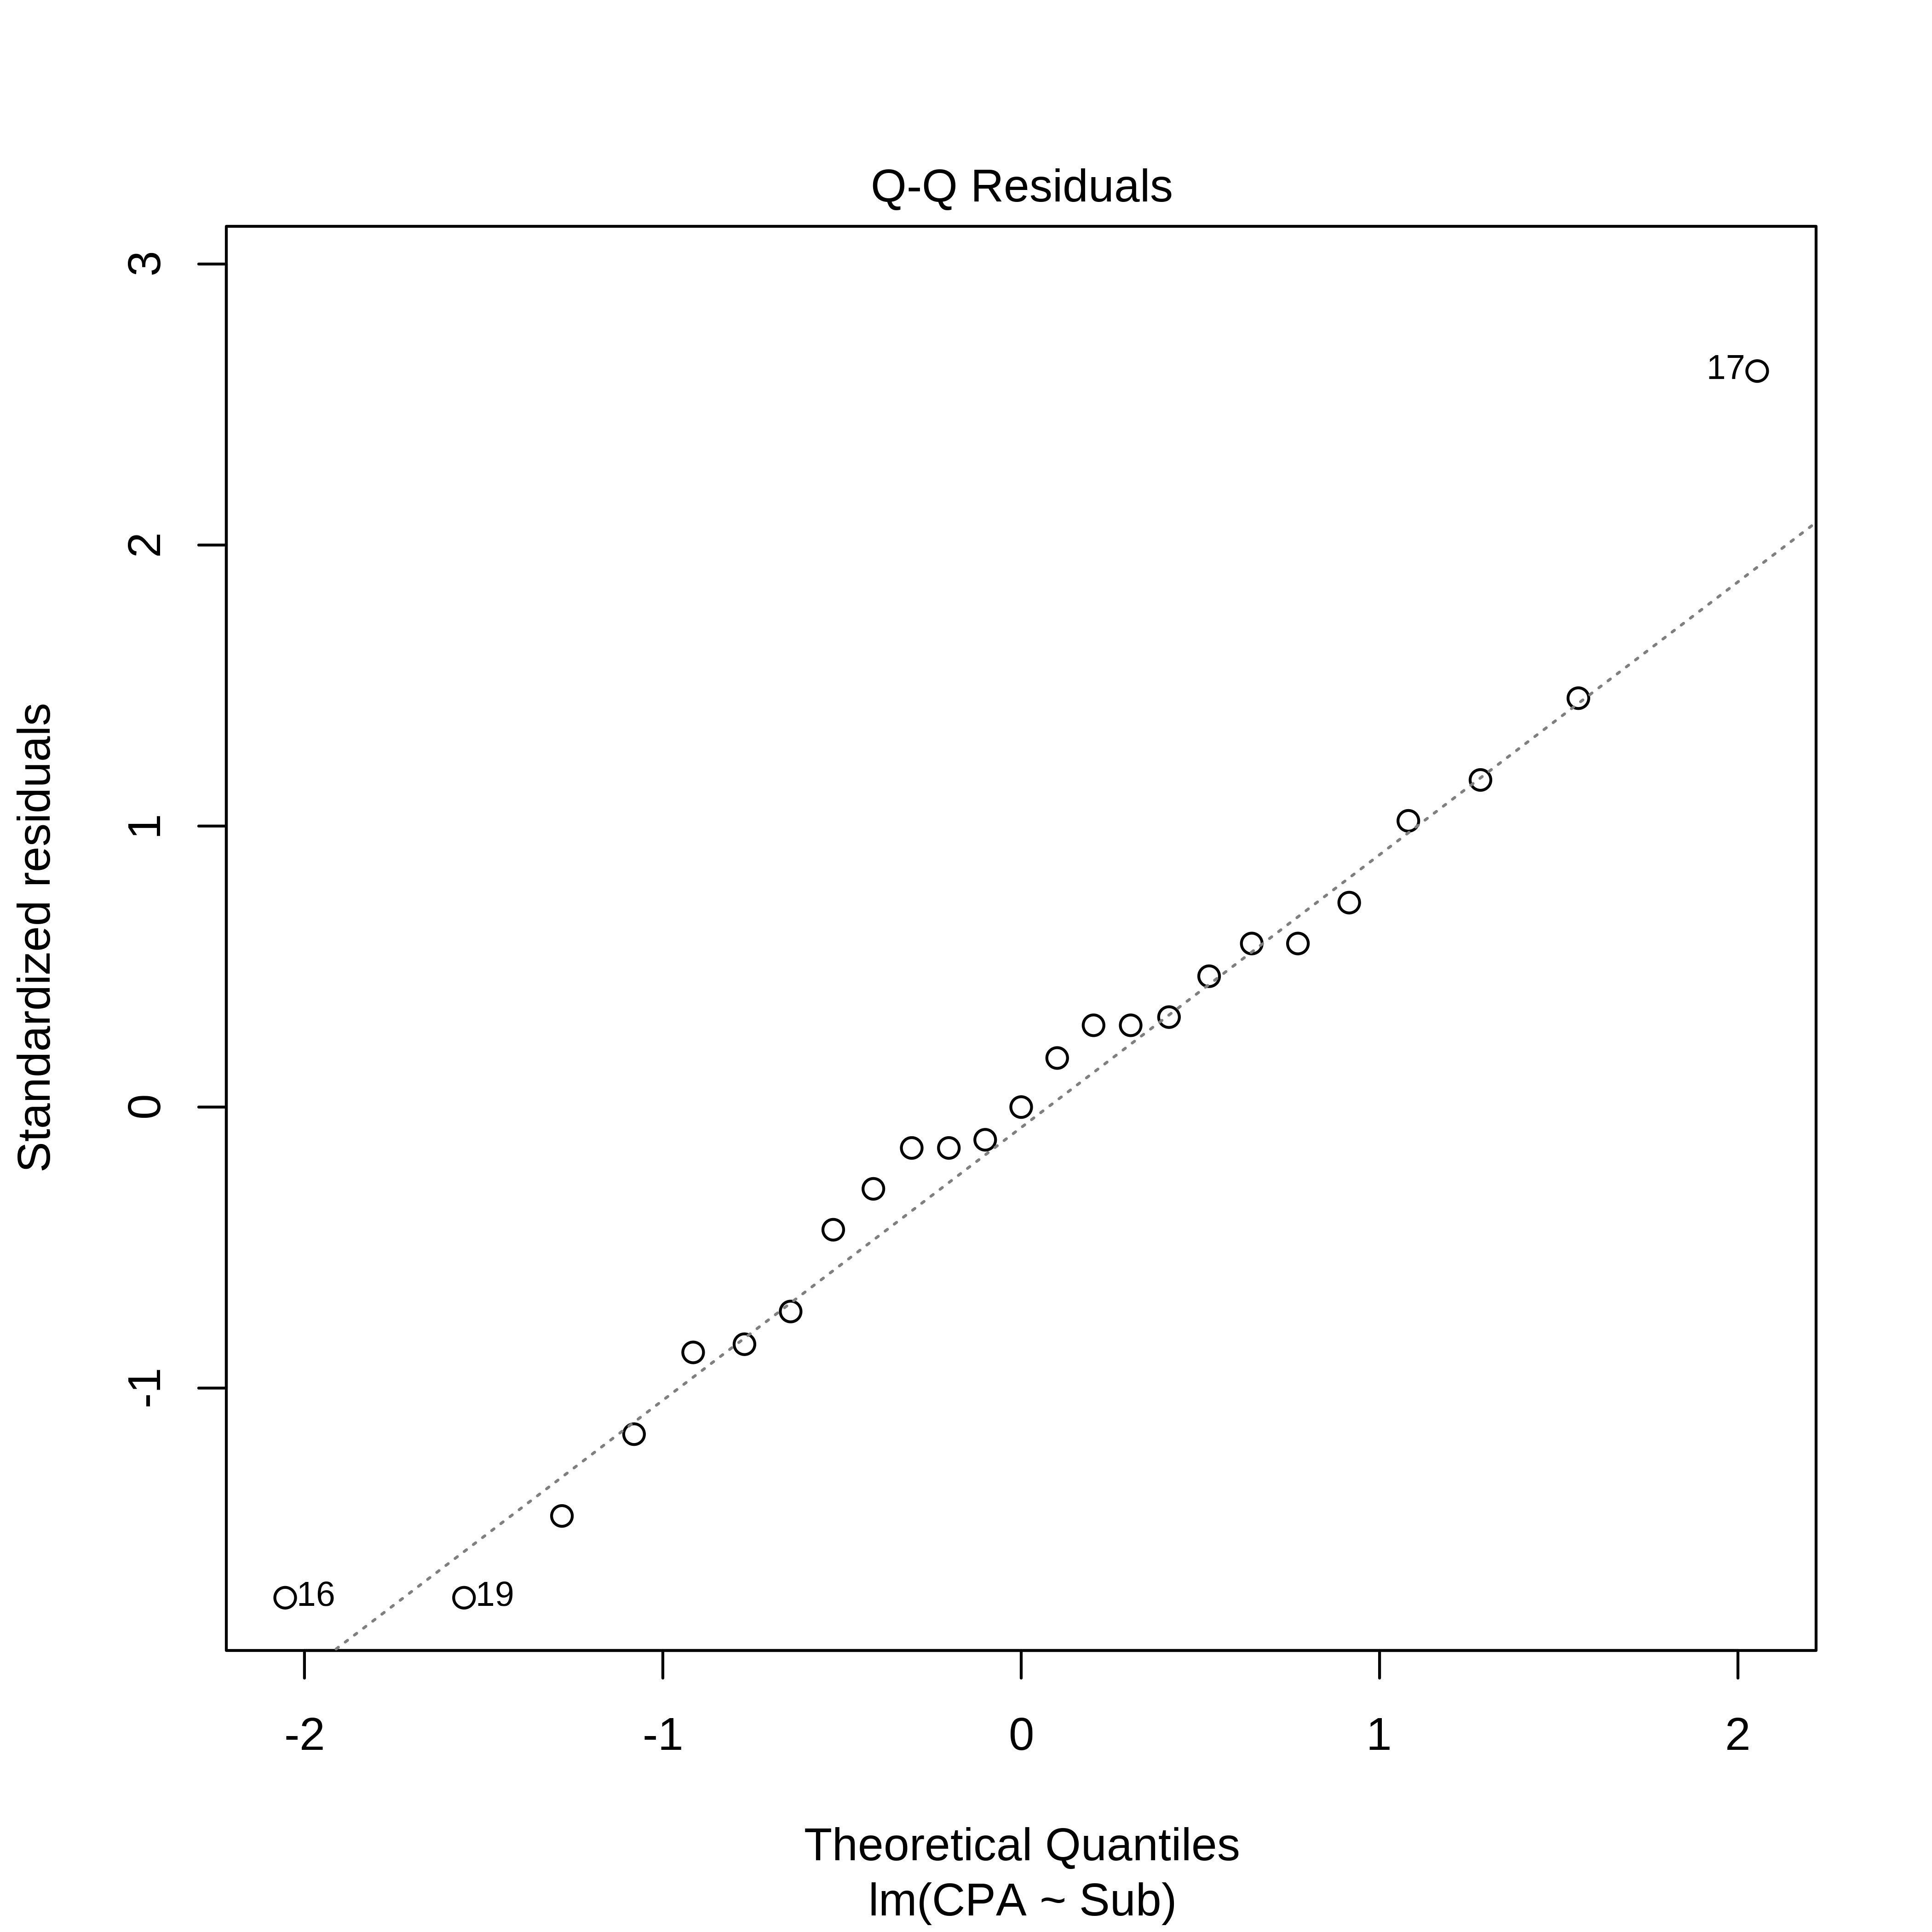 Q-Q Residuals
3
2
1
0
-1
Standardized residuals
17
16
19
-2 -1 0 1 2
Theoretical Quantiles
lm(CPA ~ Sub)